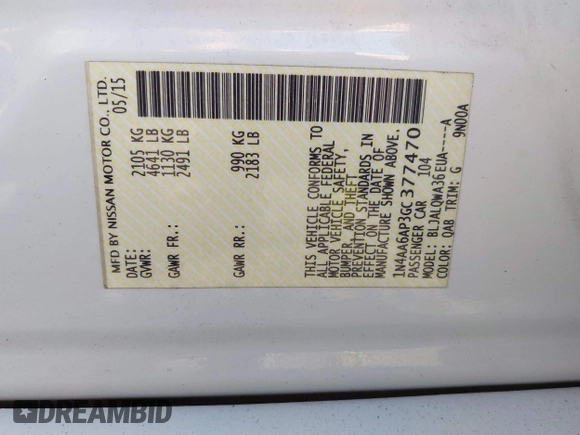 MFD BY NISSAN MOTOR CO., LTD.
DATE: 05/15
GVWR: 2105 KG
4641 LB
GAWR FR.: 1130 KG
2491 LB
GAWR RR.: 990 KG
2183 LB
THIS VEHICLE CONFORMS TO
ALL APPLICABLE FEDERAL
MOTOR VEHICLE SAFETY,
BUMPER, AND THEFT
PREVENTION STANDARDS IN
EFFECT ON THE DATE OF
MANUFACTURE SHOWN ABOVE.
1N4AA6AP3GC377470
PASSENGER CAR 104
MODEL: BLJALQWA36EUA-----A
COLOR: QAB TRIM: G 9N00A
DREAMBID